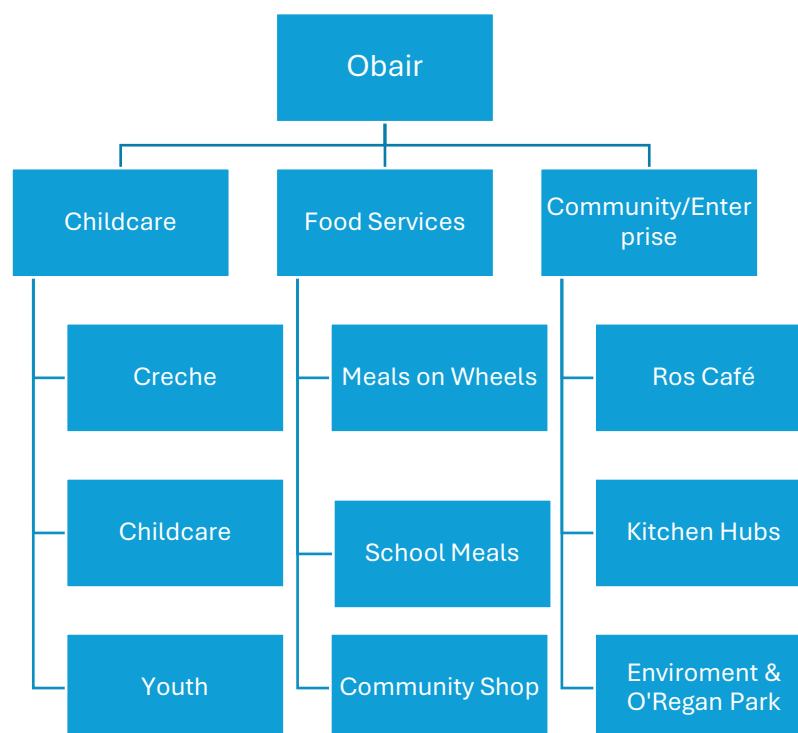 Obair
Childcare
Food Services
Community/Enter
prise
Creche
Meals on Wheels
Ros Café
Childcare
School Meals
Kitchen Hubs
Youth
Community Shop
Enviroment &
O'Regan Park